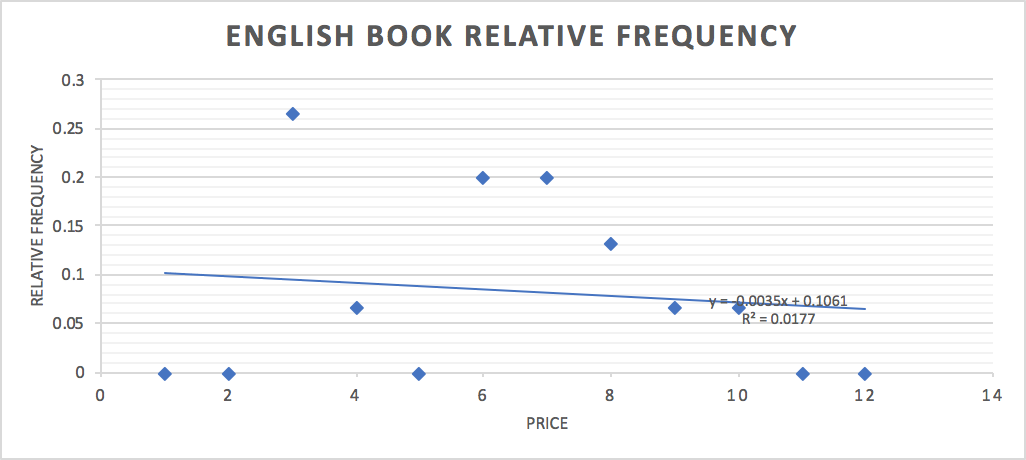 ENGLISH BOOK RELATIVE FREQUENCY
0.3
0.25
0.2
0.15
0.1
0.05
0
RELATIVE FREQUENCY
y = -0.0035x + 0.1061
R² = 0.0177
0 2 4 6 8 10 12 14
PRICE